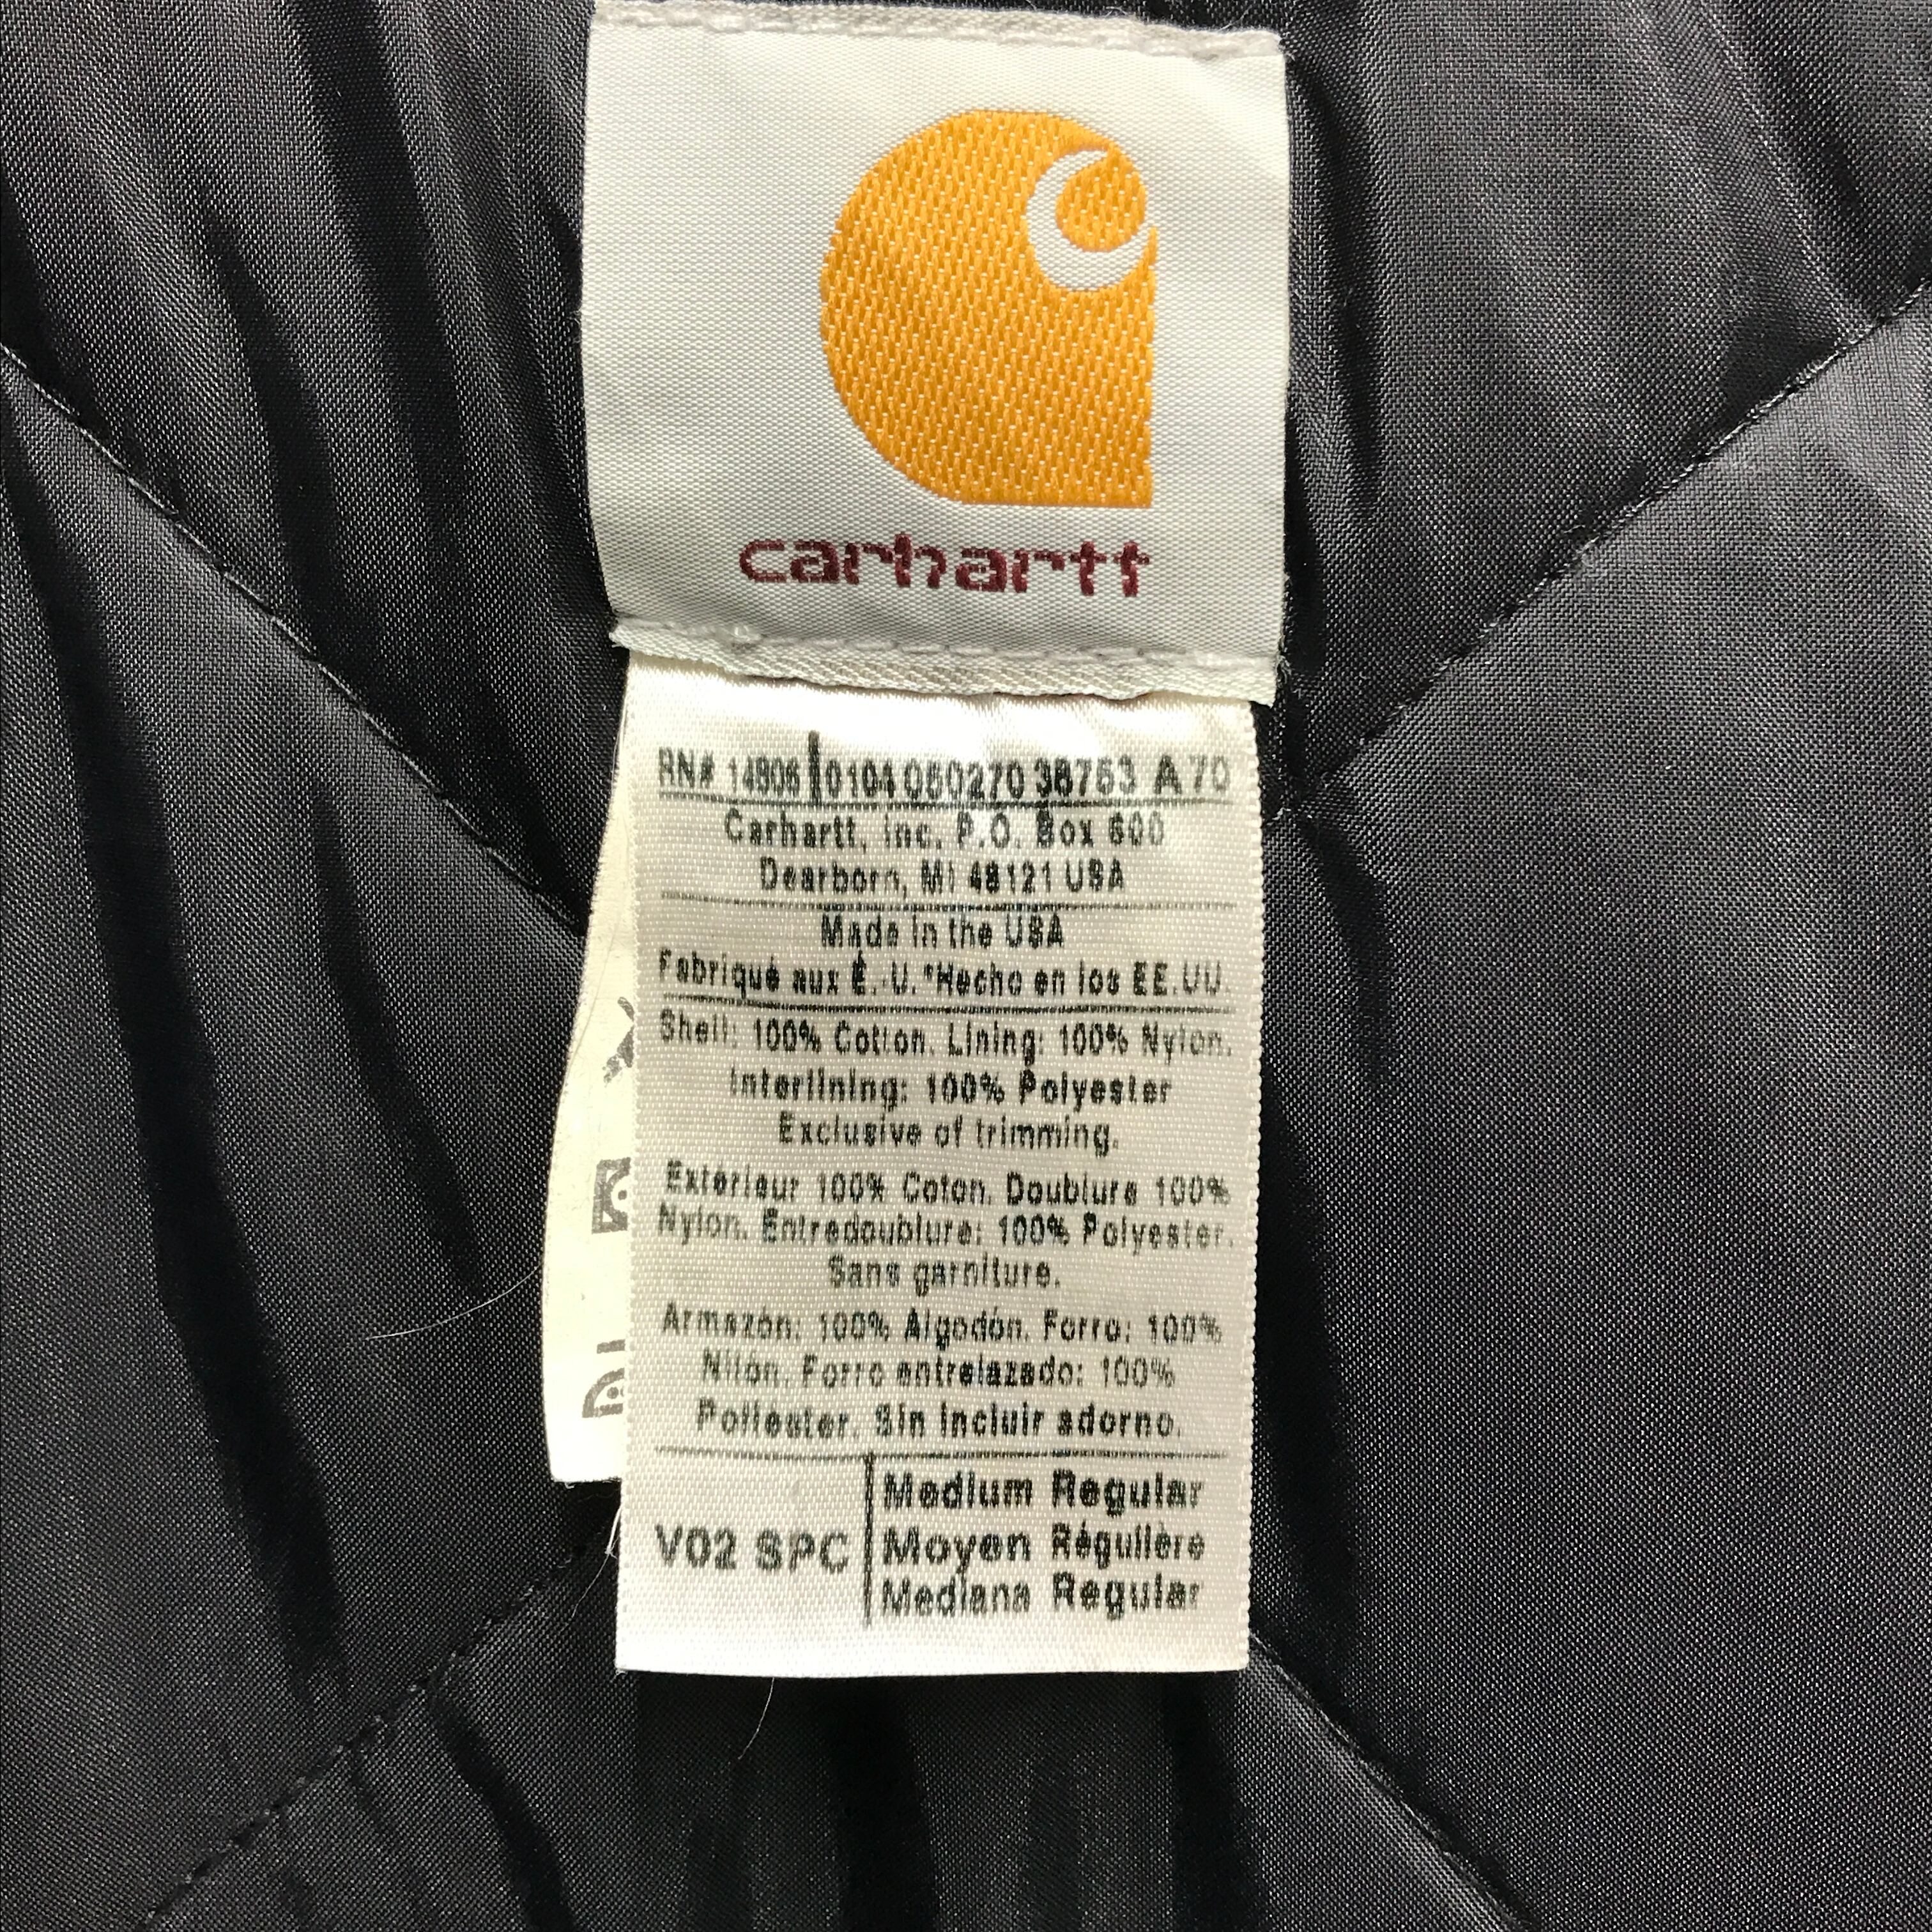 carhartt
RN# 14806 0104 050270 38753 A 70
Carhartt, Inc. P.O. Box 600
Dearborn, MI 48121 USA
Made in the USA
Fabriqué aux É.-U.*Hecho en los EE.UU.
Shell: 100% Cotton. Lining: 100% Nylon.
Interlining: 100% Polyester
Exclusive of trimming.
Extérieur 100% Coton. Doublure 100%
Nylon. Entredoublure: 100% Polyester.
Sans garniture.
Armazón: 100% Algodón. Forro: 100%
Nilón. Forro entrelazado: 100%
Poliester. Sin incluir adorno.
V02 SPC
Medium Regular
Moyen Régulière
Mediana Regular